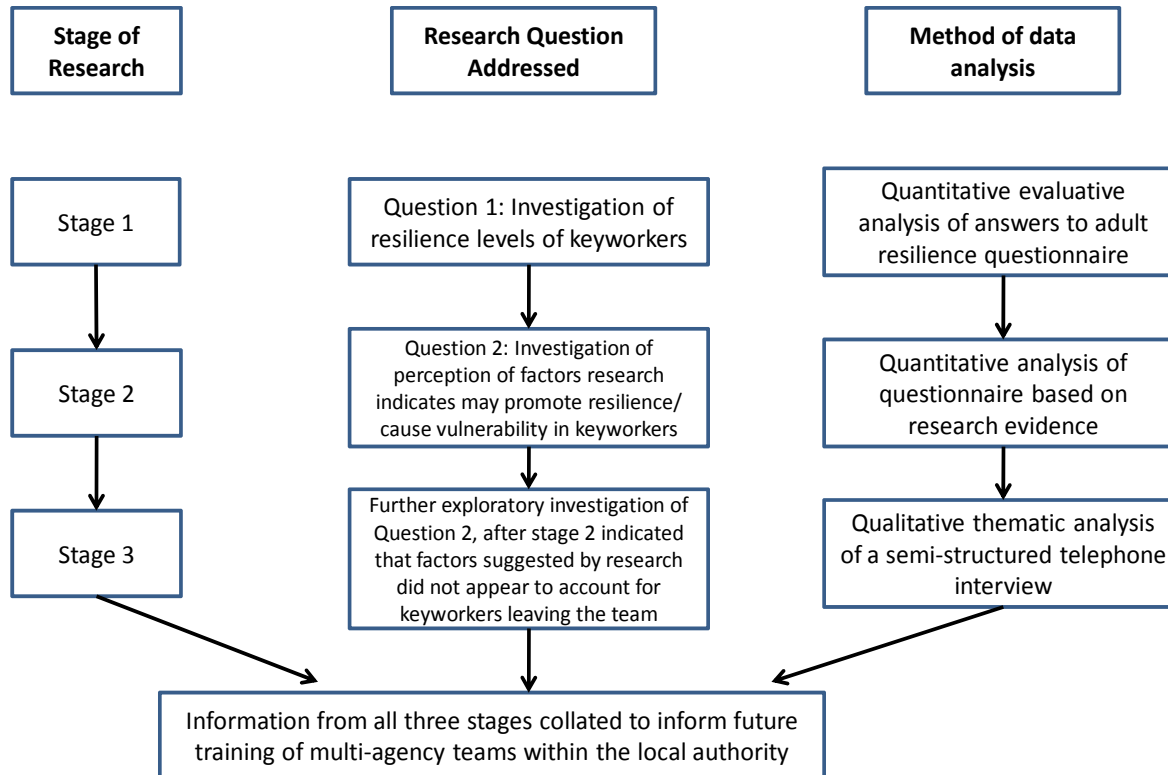 Stage of
Research
Research Question
Addressed
Method of data
analysis
Stage 1
Question 1: Investigation of
resilience levels of keyworkers
Quantitative evaluative
analysis of answers to adult
resilience questionnaire
Stage 2
Question 2: Investigation of
perception of factors research
indicates may promote resilience/
cause vulnerability in keyworkers
Quantitative analysis of
questionnaire based on
research evidence
Stage 3
Further exploratory investigation of
Question 2, after stage 2 indicated
that factors suggested by research
did not appear to account for
keyworkers leaving the team
Qualitative thematic analysis
of a semi-structured telephone
interview
Information from all three stages collated to inform future
training of multi-agency teams within the local authority